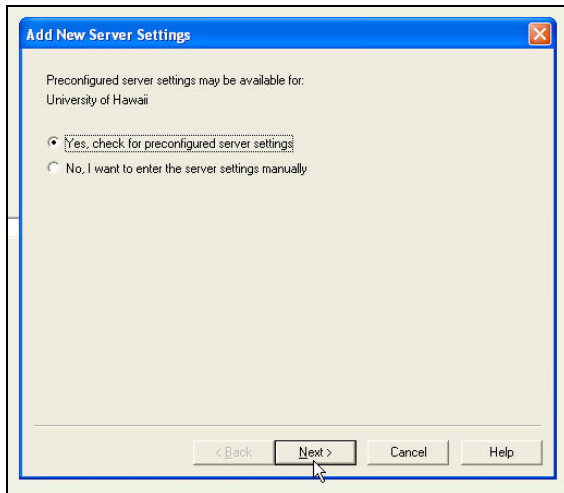 Add New Server Settings
Preconfigured server settings may be available for:
University of Hawaii
Yes, check for preconfigured server settings
No, I want to enter the server settings manually
< Back
Next >
Cancel
Help